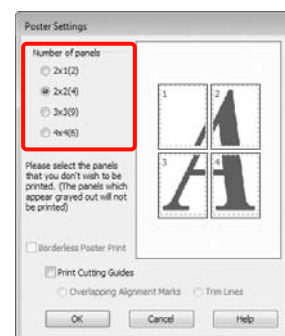 Poster Settings
Number of panels
2x1(2)
2x2(4)
3x3(9)
4x4(6)
1 2
3 4
Please select the panels
that you don't wish to be
printed. (The panels which
appear grayed out will not
be printed)
Borderless Poster Print
Print Cutting Guides
Overlapping Alignment Marks Trim Lines
OK Cancel Help